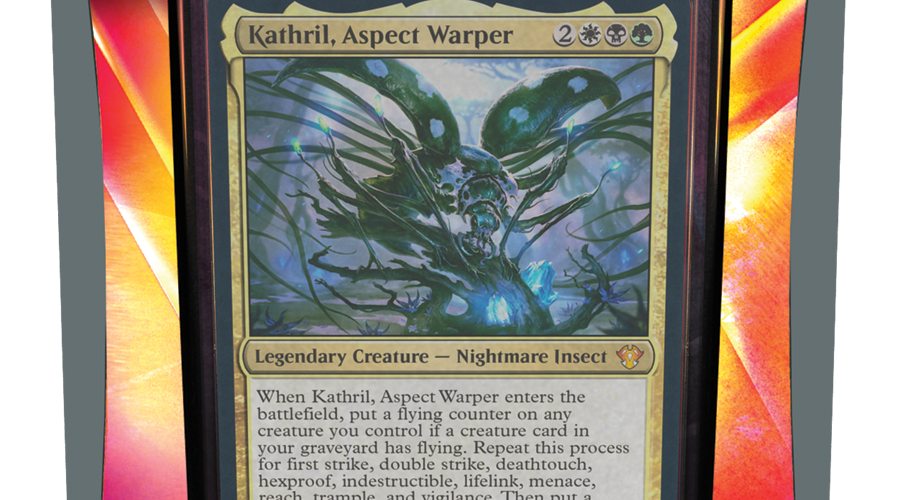 Kathril, Aspect Warper 2
Legendary Creature — Nightmare Insect
When Kathril, Aspect Warper enters the
battlefield, put a flying counter on any
creature you control if a creature card in
your graveyard has flying. Repeat this process
for first strike, double strike, deathtouch,
hexproof, indestructible, lifelink, menace,
reach, trample, and vigilance. Then put a